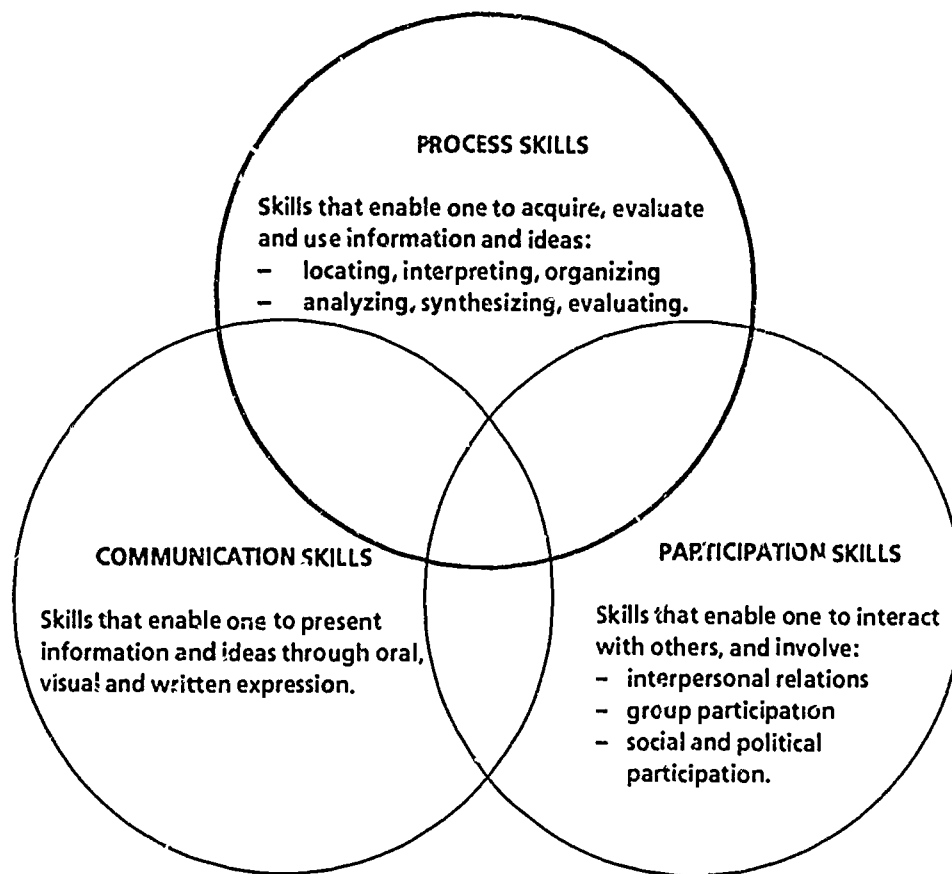 PROCESS SKILLS
Skills that enable one to acquire, evaluate
and use information and ideas:
– locating, interpreting, organizing
– analyzing, synthesizing, evaluating.
COMMUNICATION SKILLS
Skills that enable one to present
information and ideas through oral,
visual and written expression.
PARTICIPATION SKILLS
Skills that enable one to interact
with others, and involve:
– interpersonal relations
– group participation
– social and political
participation.